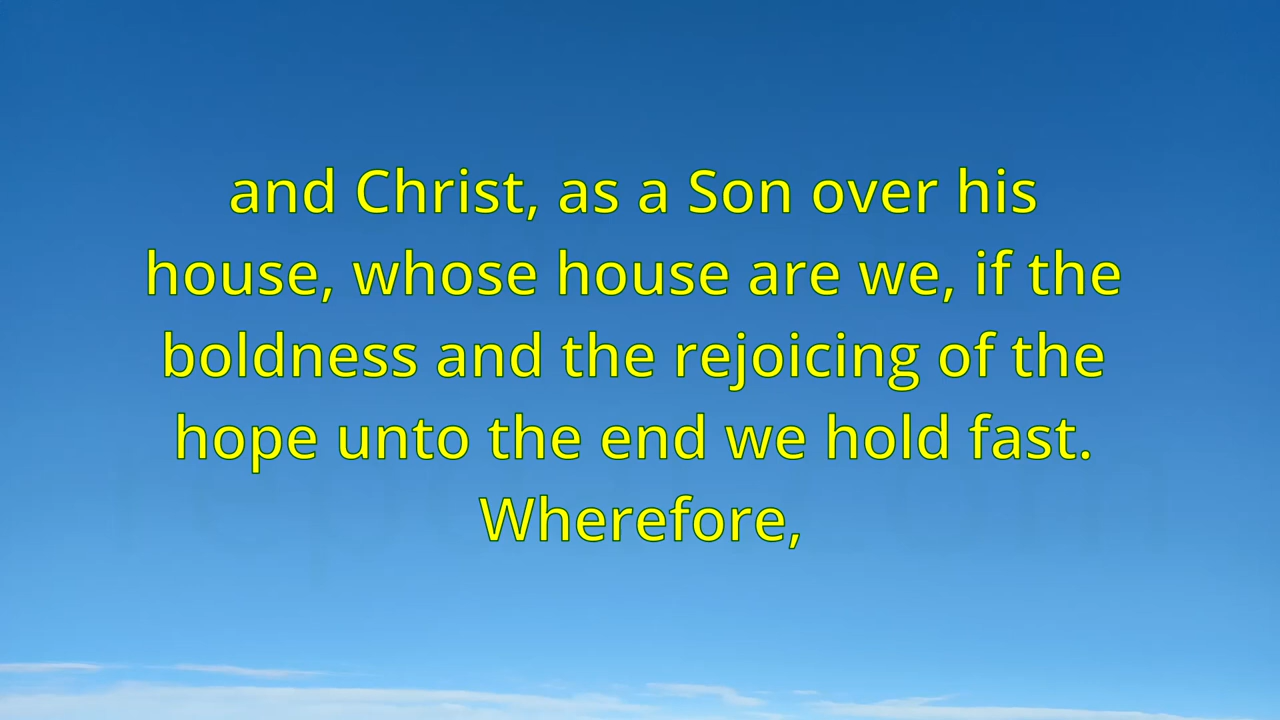 and Christ, as a Son over his
house, whose house are we, if the
boldness and the rejoicing of the
hope unto the end we hold fast.
Wherefore,